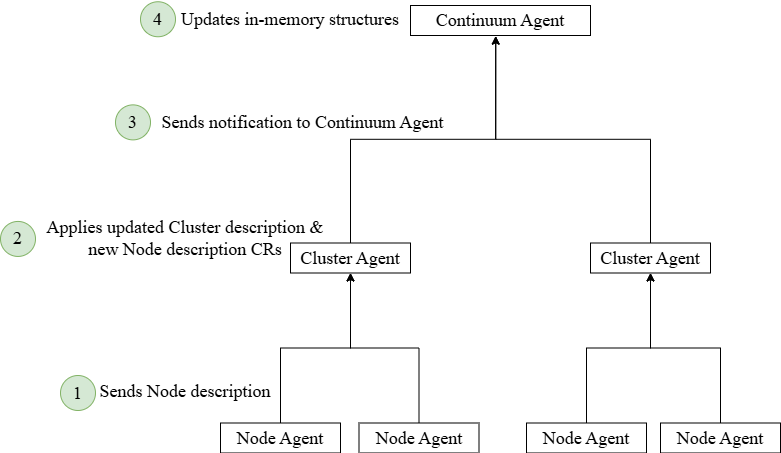 4
Updates in-memory structures
Continuum Agent
3
Sends notification to Continuum Agent
2
Applies updated Cluster description &
new Node description CRs
Cluster Agent
Cluster Agent
1
Sends Node description
Node Agent
Node Agent
Node Agent
Node Agent